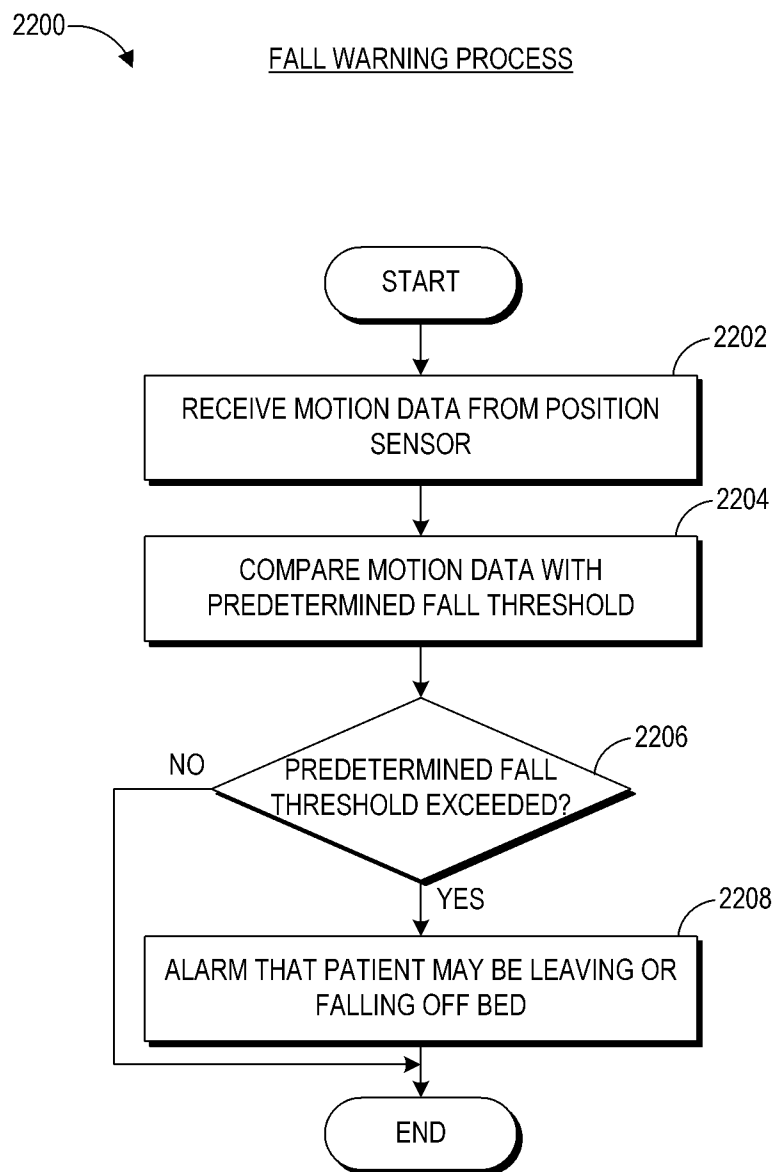 2200
FALL WARNING PROCESS
START
2202
RECEIVE MOTION DATA FROM POSITION
SENSOR
2204
COMPARE MOTION DATA WITH
PREDETERMINED FALL THRESHOLD
2206
NO
PREDETERMINED FALL
THRESHOLD EXCEEDED?
YES
2208
ALARM THAT PATIENT MAY BE LEAVING OR
FALLING OFF BED
END